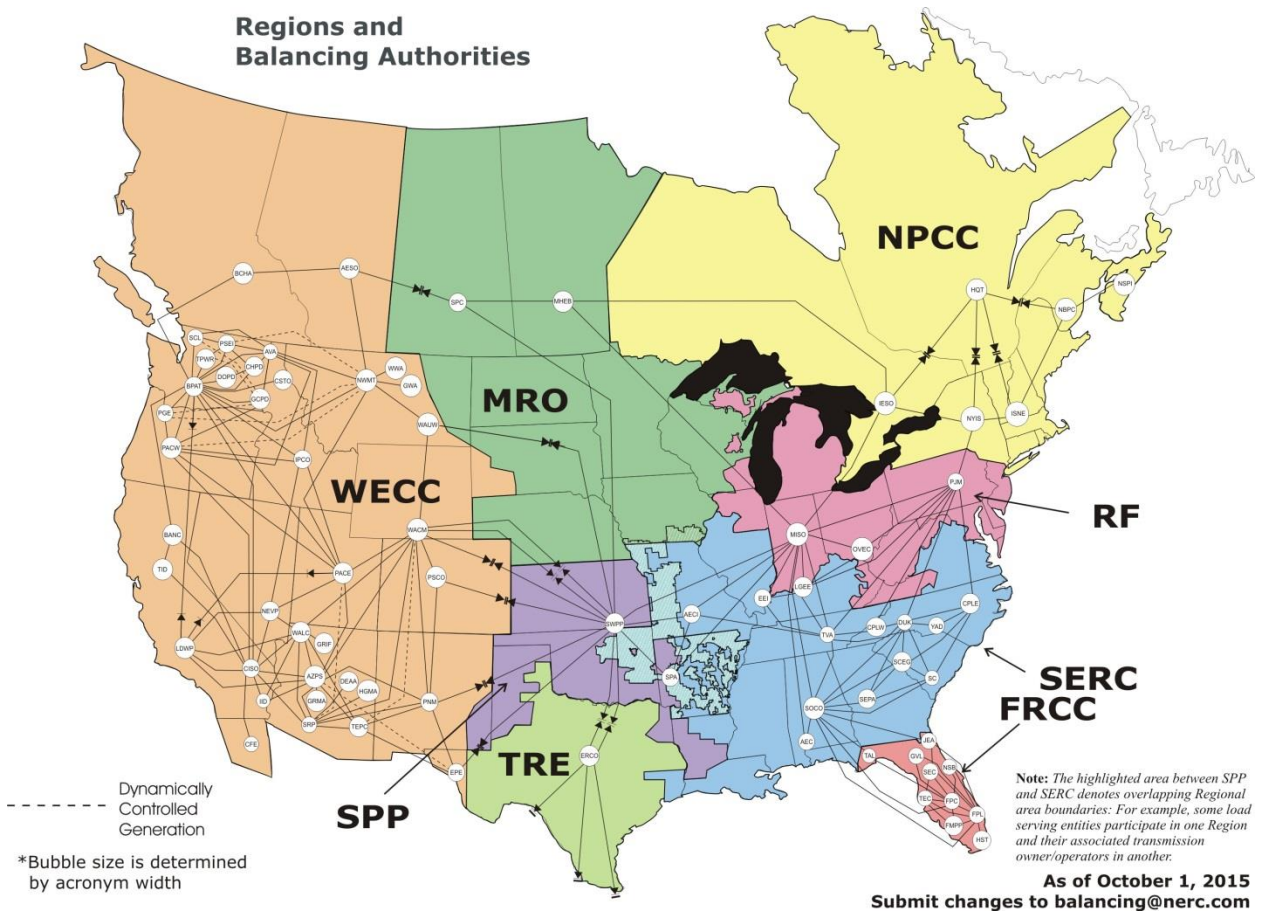 Regions and
Balancing Authorities
NPCC
MRO
WECC
RF
SERC
FRCC
TRE
SPP
BCHA
AESO
SPC
MHEB
HQT
NBPC
NSPI
SCL
PSEI
AVA
TPWR
DOPD
CHPD
CSTO
BPAT
GCPD
PGE
PACW
IPCO
NWMT
WWA
GWA
WAUW
IESO
NYIS
ISNE
PJM
WACM
PSCO
BANC
TID
PACE
NEVP
WALC
GRIF
LDWP
CISO
AZPS
DEAA
HGMA
IID
GRMA
SRP
TEPC
PNM
CFE
EPE
MISO
OVEC
LGEE
EEI
AECI
SWPP
SPA
TVA
CPLW
DUK
YAD
CPLE
SCEG
SC
SEPA
SOCO
AEC
ERCO
TAL
JEA
GVL
NSB
SEC
TEC
FPC
FPL
FMPP
HST
Dynamically
Controlled
Generation
*Bubble size is determined
by acronym width
Note: The highlighted area between SPP
and SERC denotes overlapping Regional
area boundaries: For example, some load
serving entities participate in one Region
and their associated transmission
owner/operators in another.
As of October 1, 2015
Submit changes to balancing@nerc.com